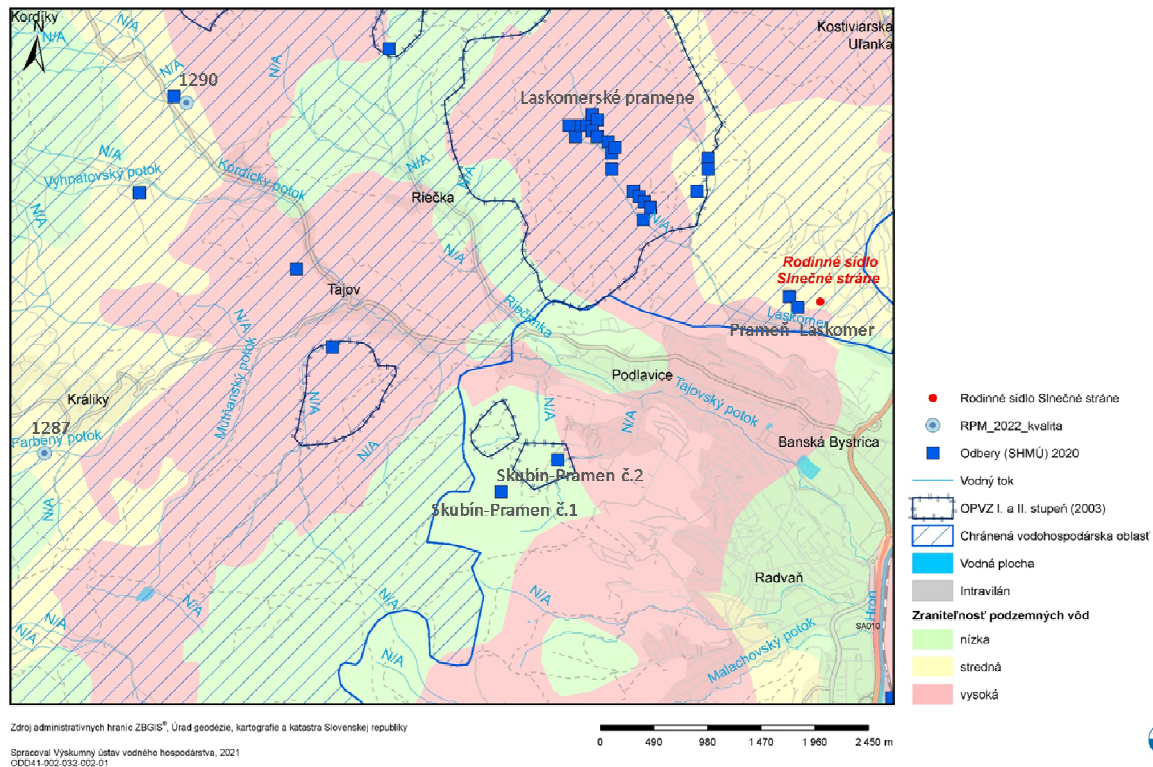 Kordíky
N
N/A
N/A
N/A
1290
N/A
Kostiviarska
Uľanka
Laskomerské pramene
N/A
Vyhnatovský potok
Kordícky potok
N/A
N/A
Riečka
N/A
N/A
N/A
Rodinné sídlo
Slnečné stráne
Tajov
Riečanka
Laskomer
Prameň Laskomer
N/A
Podlavice
Tajovský potok
Mútňanský potok
Králiky
N/A
N/A
N/A
1287
Farbený potok
N/A
Banská Bystrica
Skubín-Pramen č.2
Skubín-Pramen č.1
N/A
N/A
N/A
N/A
N/A
N/A
Radvaň
Hron
SA010
Malachovský potok
Rodinné sídlo Slnečné stráne
RPM_2022_kvalita
Odbery (SHMÚ) 2020
Vodný tok
OPVZ I. a II. stupeň (2003)
Chránená vodohospodárska oblasť
Vodná plocha
Intravilán
Zraniteľnosť podzemných vôd
nízka
stredná
vysoká
Zdroj administratívnych hraníc ZBGIS®, Úrad geodézie, kartografie a katastra Slovenskej republiky
Spracoval Výskumný ústav vodného hospodárstva, 2021
ODD41-002-032-002-01
0 490 980 1 470 1 960 2 450 m